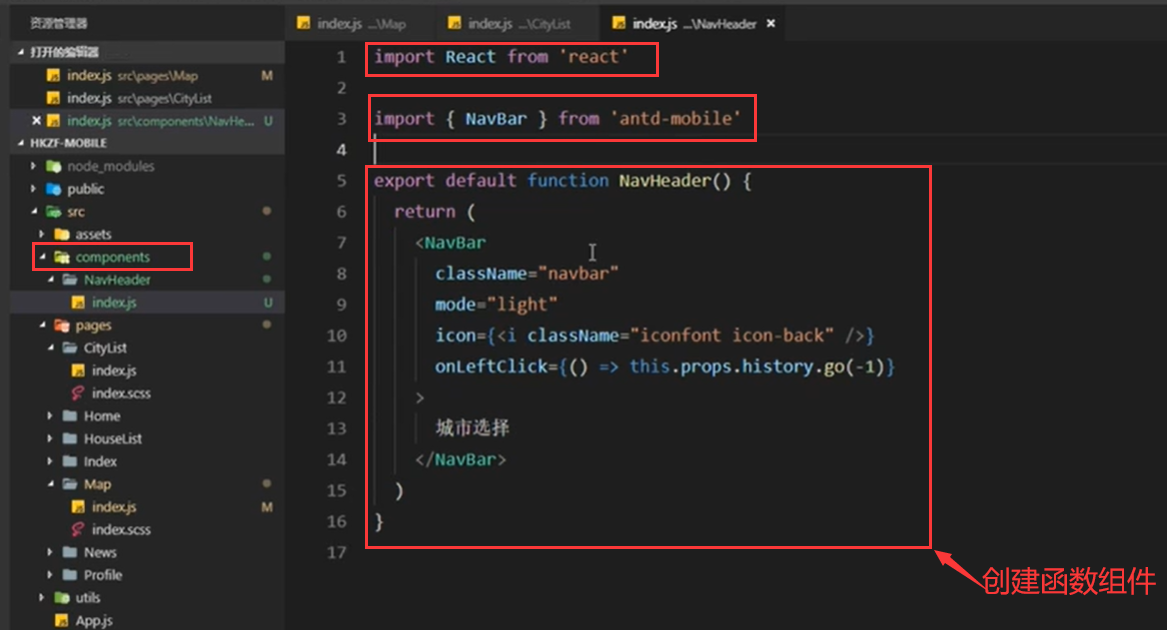 资源管理器
打开的编辑器
index.js src\pages\Map M
index.js src\pages\CityList
× index.js src\components\NavHe... U
HKZF-MOBILE
node_modules
public
src
assets
components
NavHeader
index.js U
pages
CityList
index.js
index.scss
Home
HouseList
Index
Map
index.js M
index.scss
News
Profile
utils
App.js
index.js ...\Map index.js ...\CityList index.js ...\NavHeader ×
1 import React from 'react'
2
3 import { NavBar } from 'antd-mobile'
4
5 export default function NavHeader() {
6 return (
7 <NavBar
8 className="navbar"
9 mode="light"
10 icon={<i className="iconfont icon-back" />}
11 onLeftClick={() => this.props.history.go(-1)}
12 >
13 城市选择
14 </NavBar>
15 )
16 }
17
创建函数组件